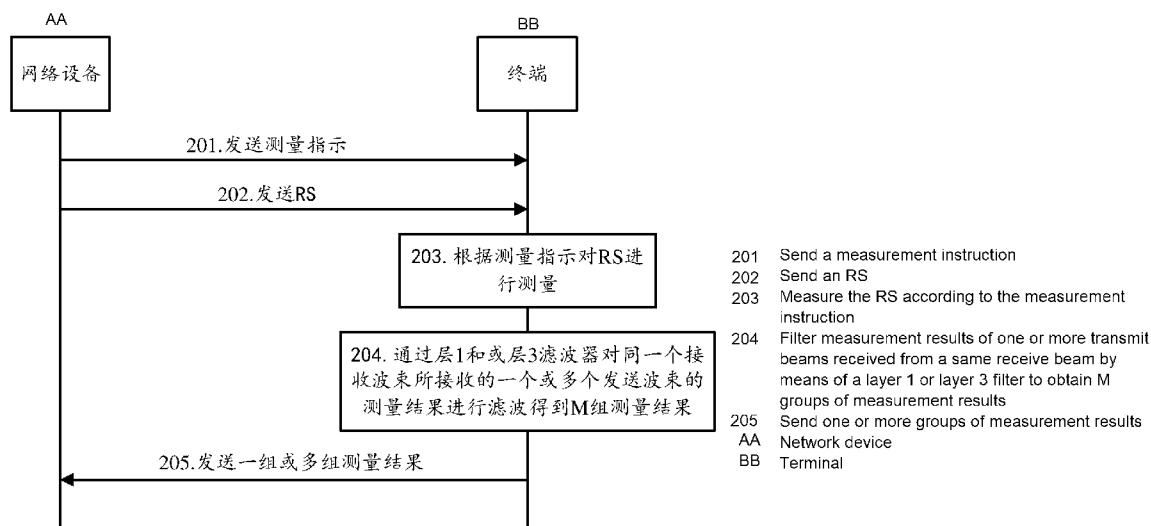 AA
BB
网络设备
终端
201.发送测量指示
202.发送RS
203. 根据测量指示对RS进
行测量
204. 通过层1和或层3滤波器对同一个接
收波束所接收的一个或多个发送波束的
测量结果进行滤波得到M组测量结果
205.发送一组或多组测量结果
201 Send a measurement instruction
202 Send an RS
203 Measure the RS according to the measurement
instruction
204 Filter measurement results of one or more transmit
beams received from a same receive beam by
means of a layer 1 or layer 3 filter to obtain M
groups of measurement results
205 Send one or more groups of measurement results
AA Network device
BB Terminal